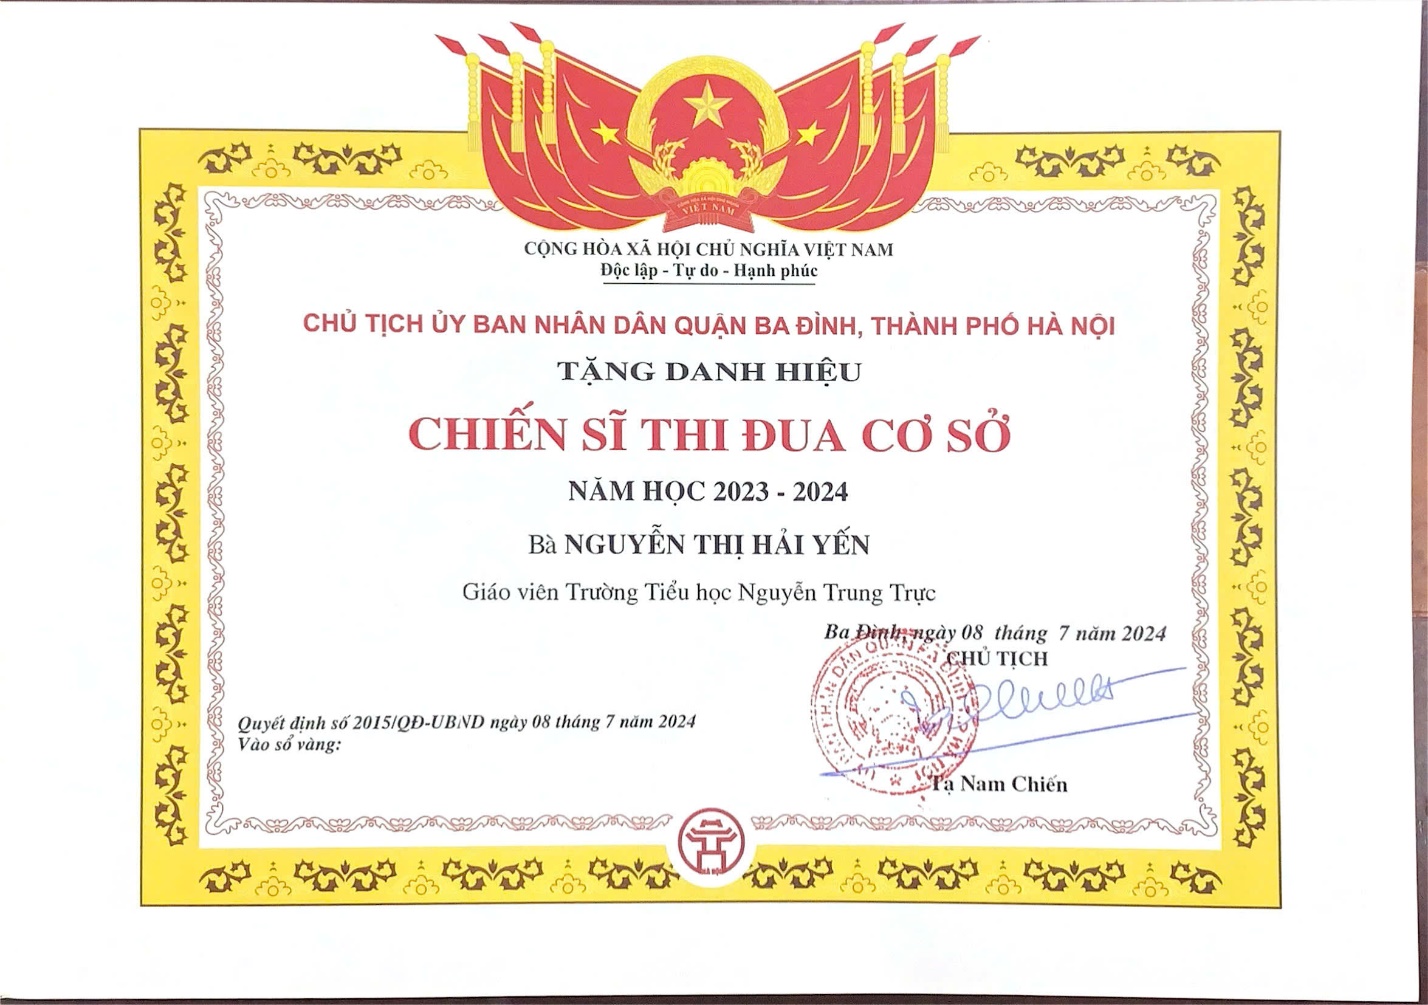 CỘNG HÒA XÃ HỘI CHỦ NGHĨA VIỆT NAM
Độc lập - Tự do - Hạnh phúc
CHỦ TỊCH ỦY BAN NHÂN DÂN QUẬN BA ĐÌNH, THÀNH PHỐ HÀ NỘI
TẶNG DANH HIỆU
CHIẾN SĨ THI ĐUA CƠ SỞ
NĂM HỌC 2023 - 2024
Bà NGUYỄN THỊ HẢI YẾN
Giáo viên Trường Tiểu học Nguyễn Trung Trực
Ba Đình, ngày 08 tháng 7 năm 2024
CHỦ TỊCH
Quyết định số 2015/QĐ-UBND ngày 08 tháng 7 năm 2024
Vào sổ vàng:
Tạ Nam Chiến
VIỆT NAM
HÀ NỘI